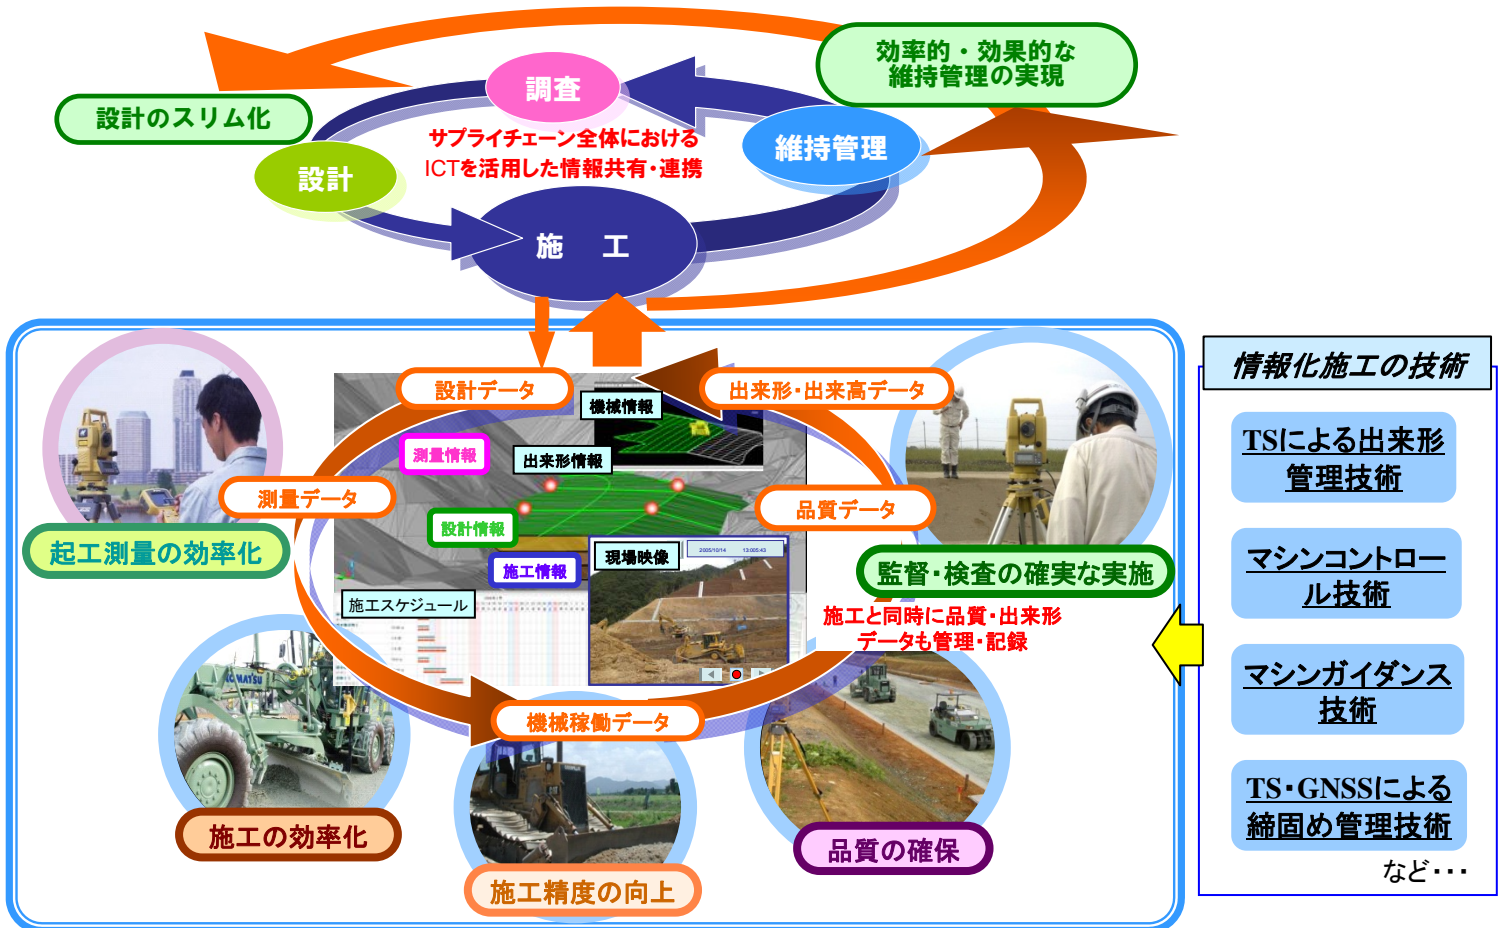 効率的・効果的な
維持管理の実現
調査
設計のスリム化
サプライチェーン全体における
ICTを活用した情報共有・連携
維持管理
設計
施　工
設計データ
出来形・出来高データ
機械情報
測量情報
出来形情報
測量データ
品質データ
設計情報
起工測量の効率化
施工情報
現場映像
2005/10/14
監督・検査の確実な実施
施工スケジュール
施工と同時に品質・出来形
データも管理・記録
KOMATSU
機械稼働データ
施工の効率化
品質の確保
施工精度の向上
情報化施工の技術
TSによる出来形
管理技術
マシンコントロー
ル技術
マシンガイダンス
技術
TS・GNSSによる
締固め管理技術
など・・・